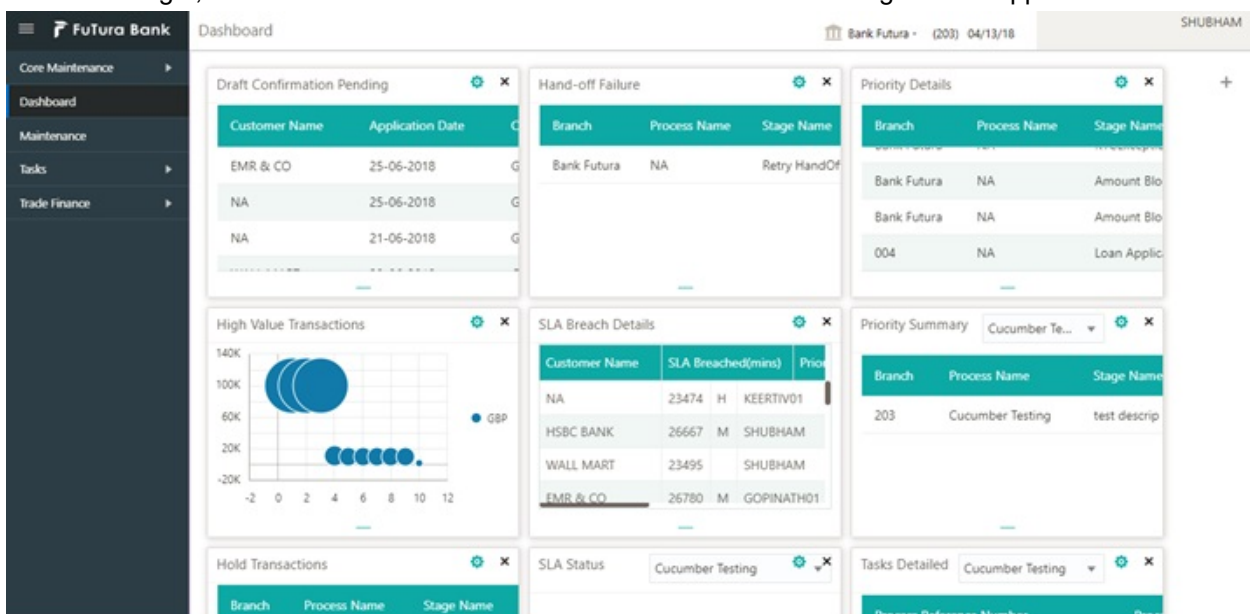 FuTura Bank
Dashboard
Bank Futura - (203) 04/13/18
SHUBHAM
Core Maintenance
Dashboard
Maintenance
Tasks
Trade Finance
Draft Confirmation Pending
Customer Name Application Date
EMR & CO 25-06-2018 G
NA 25-06-2018 G
NA 21-06-2018 G
Hand-off Failure
Branch Process Name Stage Name
Bank Futura NA Retry HandOf
Priority Details
Branch Process Name Stage Name
Bank Futura NA Amount Blo
Bank Futura NA Amount Blo
004 NA Loan Applic
High Value Transactions
140K
100K
60K
20K
-20K
-2 0 2 4 6 8 10 12
GBP
SLA Breach Details
Customer Name SLA Breached(mins) Prior
NA 23474 H KEERTIV01
HSBC BANK 26667 M SHUBHAM
WALL MART 23495 SHUBHAM
EMR & CO 26780 M GOPINATH01
Priority Summary Cucumber Te...
Branch Process Name Stage Name
203 Cucumber Testing test descrip
Hold Transactions
Branch Process Name Stage Name
SLA Status Cucumber Testing
Tasks Detailed Cucumber Testing